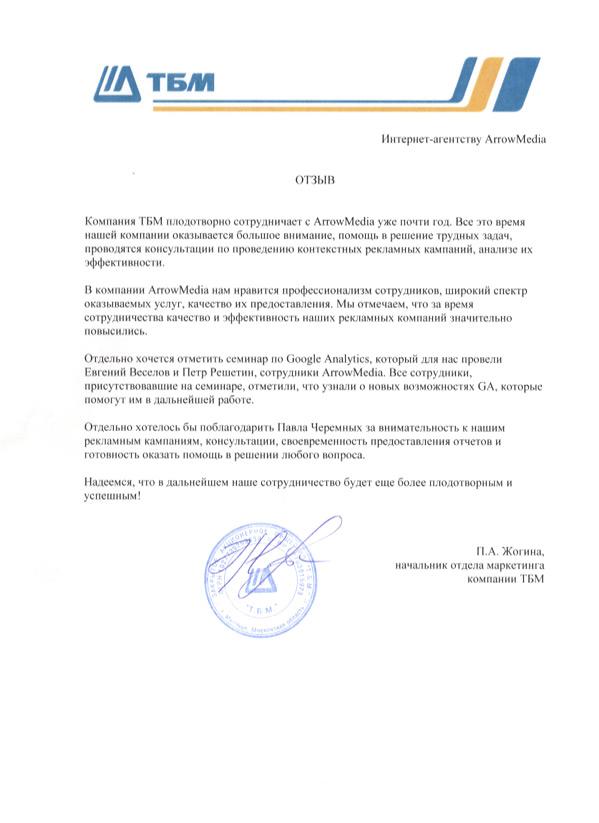 ТБМ
Интернет-агентству ArrowMedia
ОТЗЫВ
Компания ТБМ плодотворно сотрудничает с ArrowMedia уже почти год. Все это время
нашей компании оказывается большое внимание, помощь в решение трудных задач,
проводятся консультации по проведению контекстных рекламных кампаний, анализе их
эффективности.
В компании ArrowMedia нам нравится профессионализм сотрудников, широкий спектр
оказываемых услуг, качество их предоставления. Мы отмечаем, что за время
сотрудничества качество и эффективность наших рекламных компаний значительно
повысились.
Отдельно хочется отметить семинар по Google Analytics, который для нас провели
Евгений Веселов и Петр Решетин, сотрудники ArrowMedia. Все сотрудники,
присутствовавшие на семинаре, отметили, что узнали о новых возможностях GA, которые
помогут им в дальнейшей работе.
Отдельно хотелось бы поблагодарить Павла Черемных за внимательность к нашим
рекламным кампаниям, консультации, своевременность предоставления отчетов и
готовность оказать помощь в решении любого вопроса.
Надеемся, что в дальнейшем наше сотрудничество будет еще более плодотворным и
успешным!
П.А. Жогина,
начальник отдела маркетинга
компании ТБМ
"Т.Б.М."
г. Мытищи, Московская область